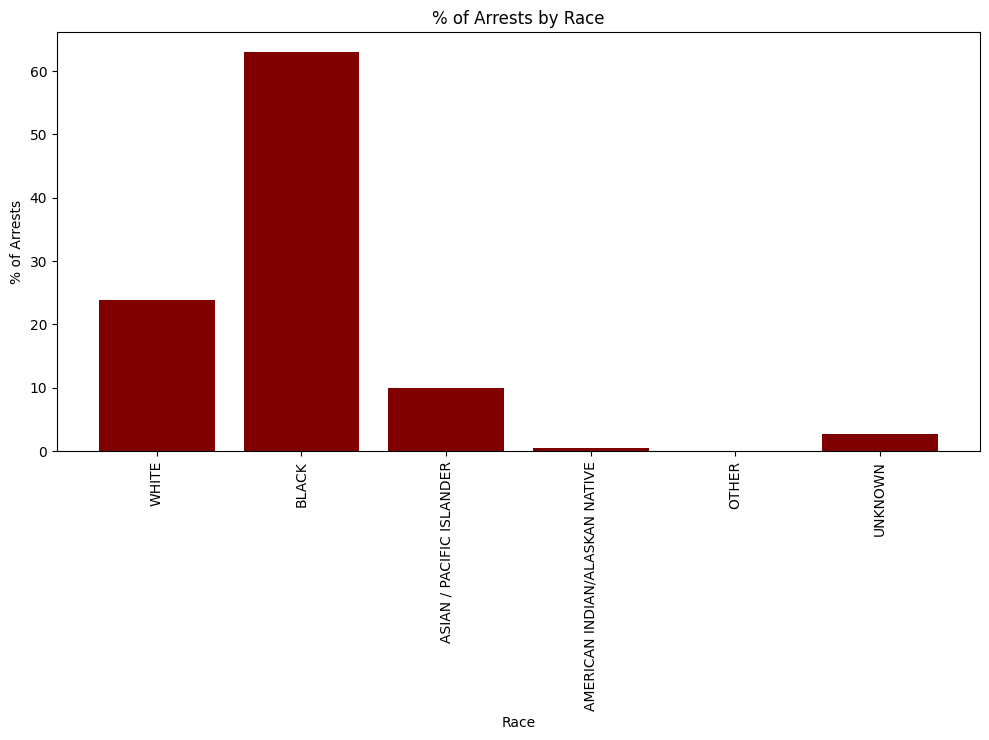 % of Arrests by Race
% of Arrests
60
50
40
30
20
10
0
WHITE
BLACK
ASIAN / PACIFIC ISLANDER
AMERICAN INDIAN/ALASKAN NATIVE
OTHER
UNKNOWN
Race